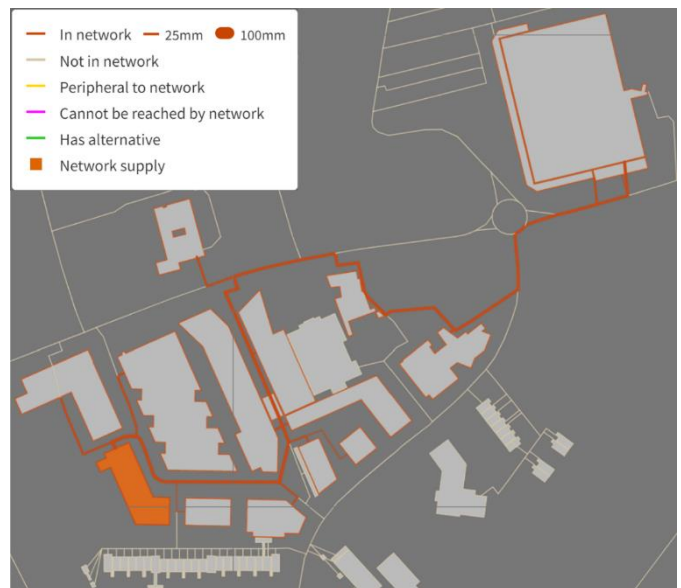 In network 25mm 100mm
Not in network
Peripheral to network
Cannot be reached by network
Has alternative
Network supply